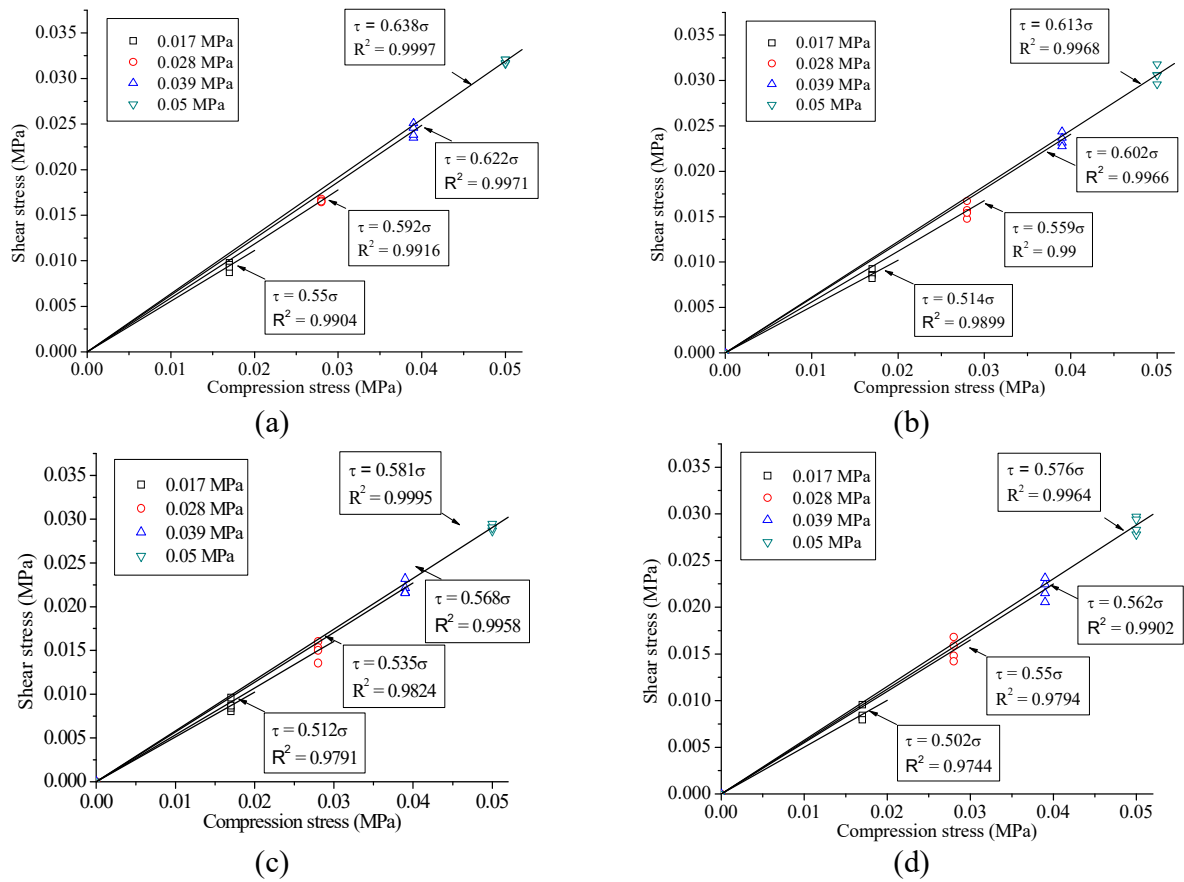 0.017 MPa
0.028 MPa
0.039 MPa
0.05 MPa
τ = 0.638σ
R² = 0.9997
τ = 0.622σ
R² = 0.9971
τ = 0.592σ
R² = 0.9916
τ = 0.55σ
R² = 0.9904
Shear stress (MPa)
0.035
0.030
0.025
0.020
0.015
0.010
0.005
0.000
0.00 0.01 0.02 0.03 0.04 0.05
Compression stress (MPa)
(a)
0.017 MPa
0.028 MPa
0.039 MPa
0.05 MPa
τ = 0.613σ
R² = 0.9968
τ = 0.602σ
R² = 0.9966
τ = 0.559σ
R² = 0.99
τ = 0.514σ
R² = 0.9899
Shear stress (MPa)
0.035
0.030
0.025
0.020
0.015
0.010
0.005
0.000
0.00 0.01 0.02 0.03 0.04 0.05
Compression stress (MPa)
(b)
0.017 MPa
0.028 MPa
0.039 MPa
0.05 MPa
τ = 0.581σ
R² = 0.9995
τ = 0.568σ
R² = 0.9958
τ = 0.535σ
R² = 0.9824
τ = 0.512σ
R² = 0.9791
Shear stress (MPa)
0.035
0.030
0.025
0.020
0.015
0.010
0.005
0.000
0.00 0.01 0.02 0.03 0.04 0.05
Compression stress (MPa)
(c)
0.017 MPa
0.028 MPa
0.039 MPa
0.05 MPa
τ = 0.576σ
R² = 0.9964
τ = 0.562σ
R² = 0.9902
τ = 0.55σ
R² = 0.9794
τ = 0.502σ
R² = 0.9744
Shear stress (MPa)
0.035
0.030
0.025
0.020
0.015
0.010
0.005
0.000
0.00 0.01 0.02 0.03 0.04 0.05
Compression stress (MPa)
(d)